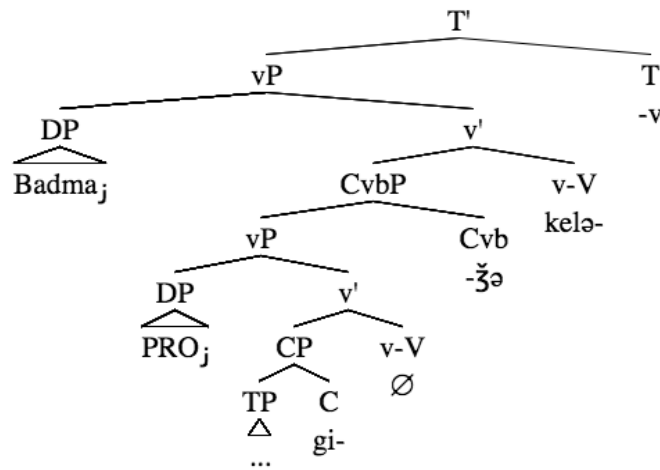 T'
vP T
-v
DP v'
Badmaj CvbP v-V
kelə-
vP Cvb
-ǯə
DP v'
PROj CP v-V
∅
TP C
... gi-